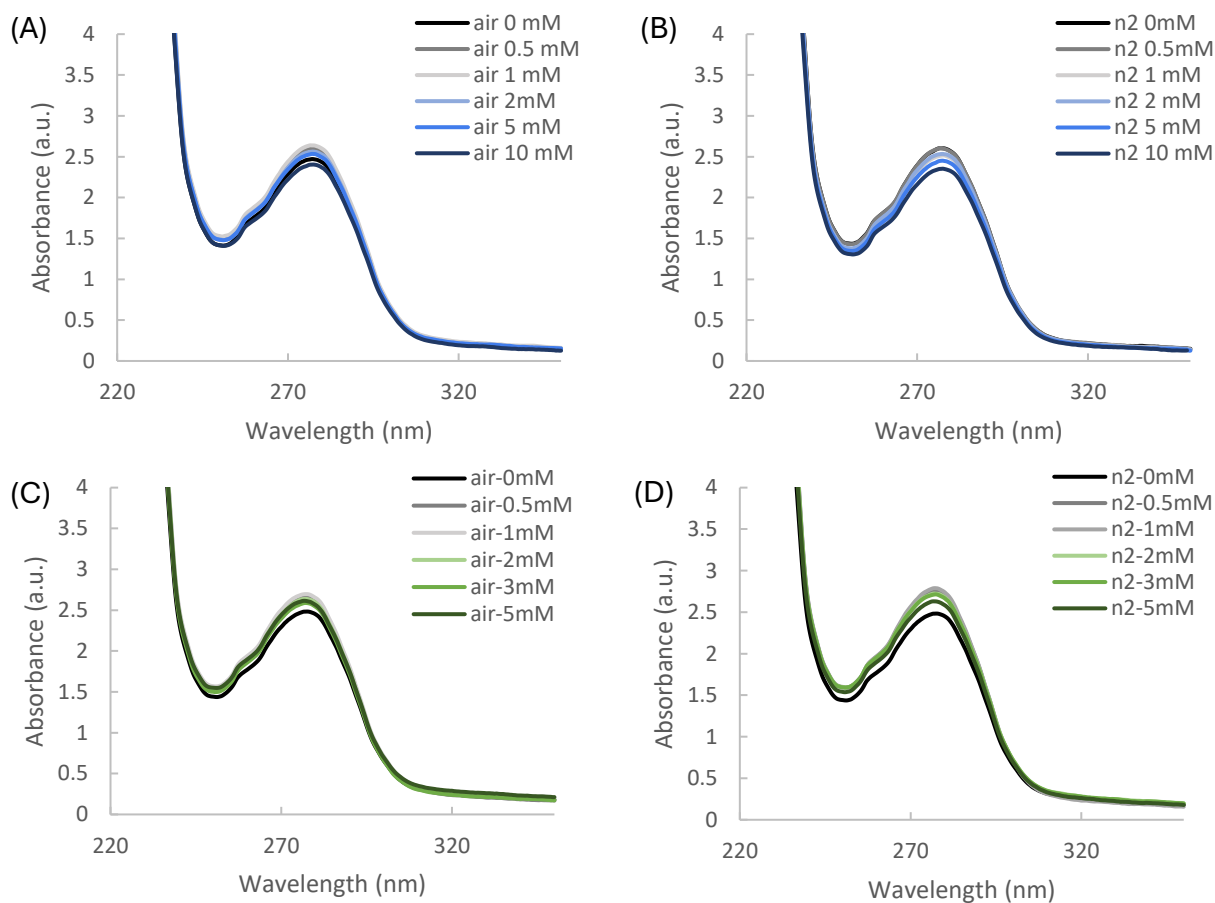 (A)
air 0 mM
air 0.5 mM
air 1 mM
air 2mM
air 5 mM
air 10 mM
4
3.5
3
2.5
2
1.5
1
0.5
0
220
270
320
Absorbance (a.u.)
Wavelength (nm)
(B)
n2 0mM
n2 0.5mM
n2 1 mM
n2 2 mM
n2 5 mM
n2 10 mM
4
3.5
3
2.5
2
1.5
1
0.5
0
220
270
320
Absorbance (a.u.)
Wavelength (nm)
(C)
air-0mM
air-0.5mM
air-1mM
air-2mM
air-3mM
air-5mM
4
3.5
3
2.5
2
1.5
1
0.5
0
220
270
320
Absorbance (a.u.)
Wavelength (nm)
(D)
n2-0mM
n2-0.5mM
n2-1mM
n2-2mM
n2-3mM
n2-5mM
4
3.5
3
2.5
2
1.5
1
0.5
0
220
270
320
Absorbance (a.u.)
Wavelength (nm)